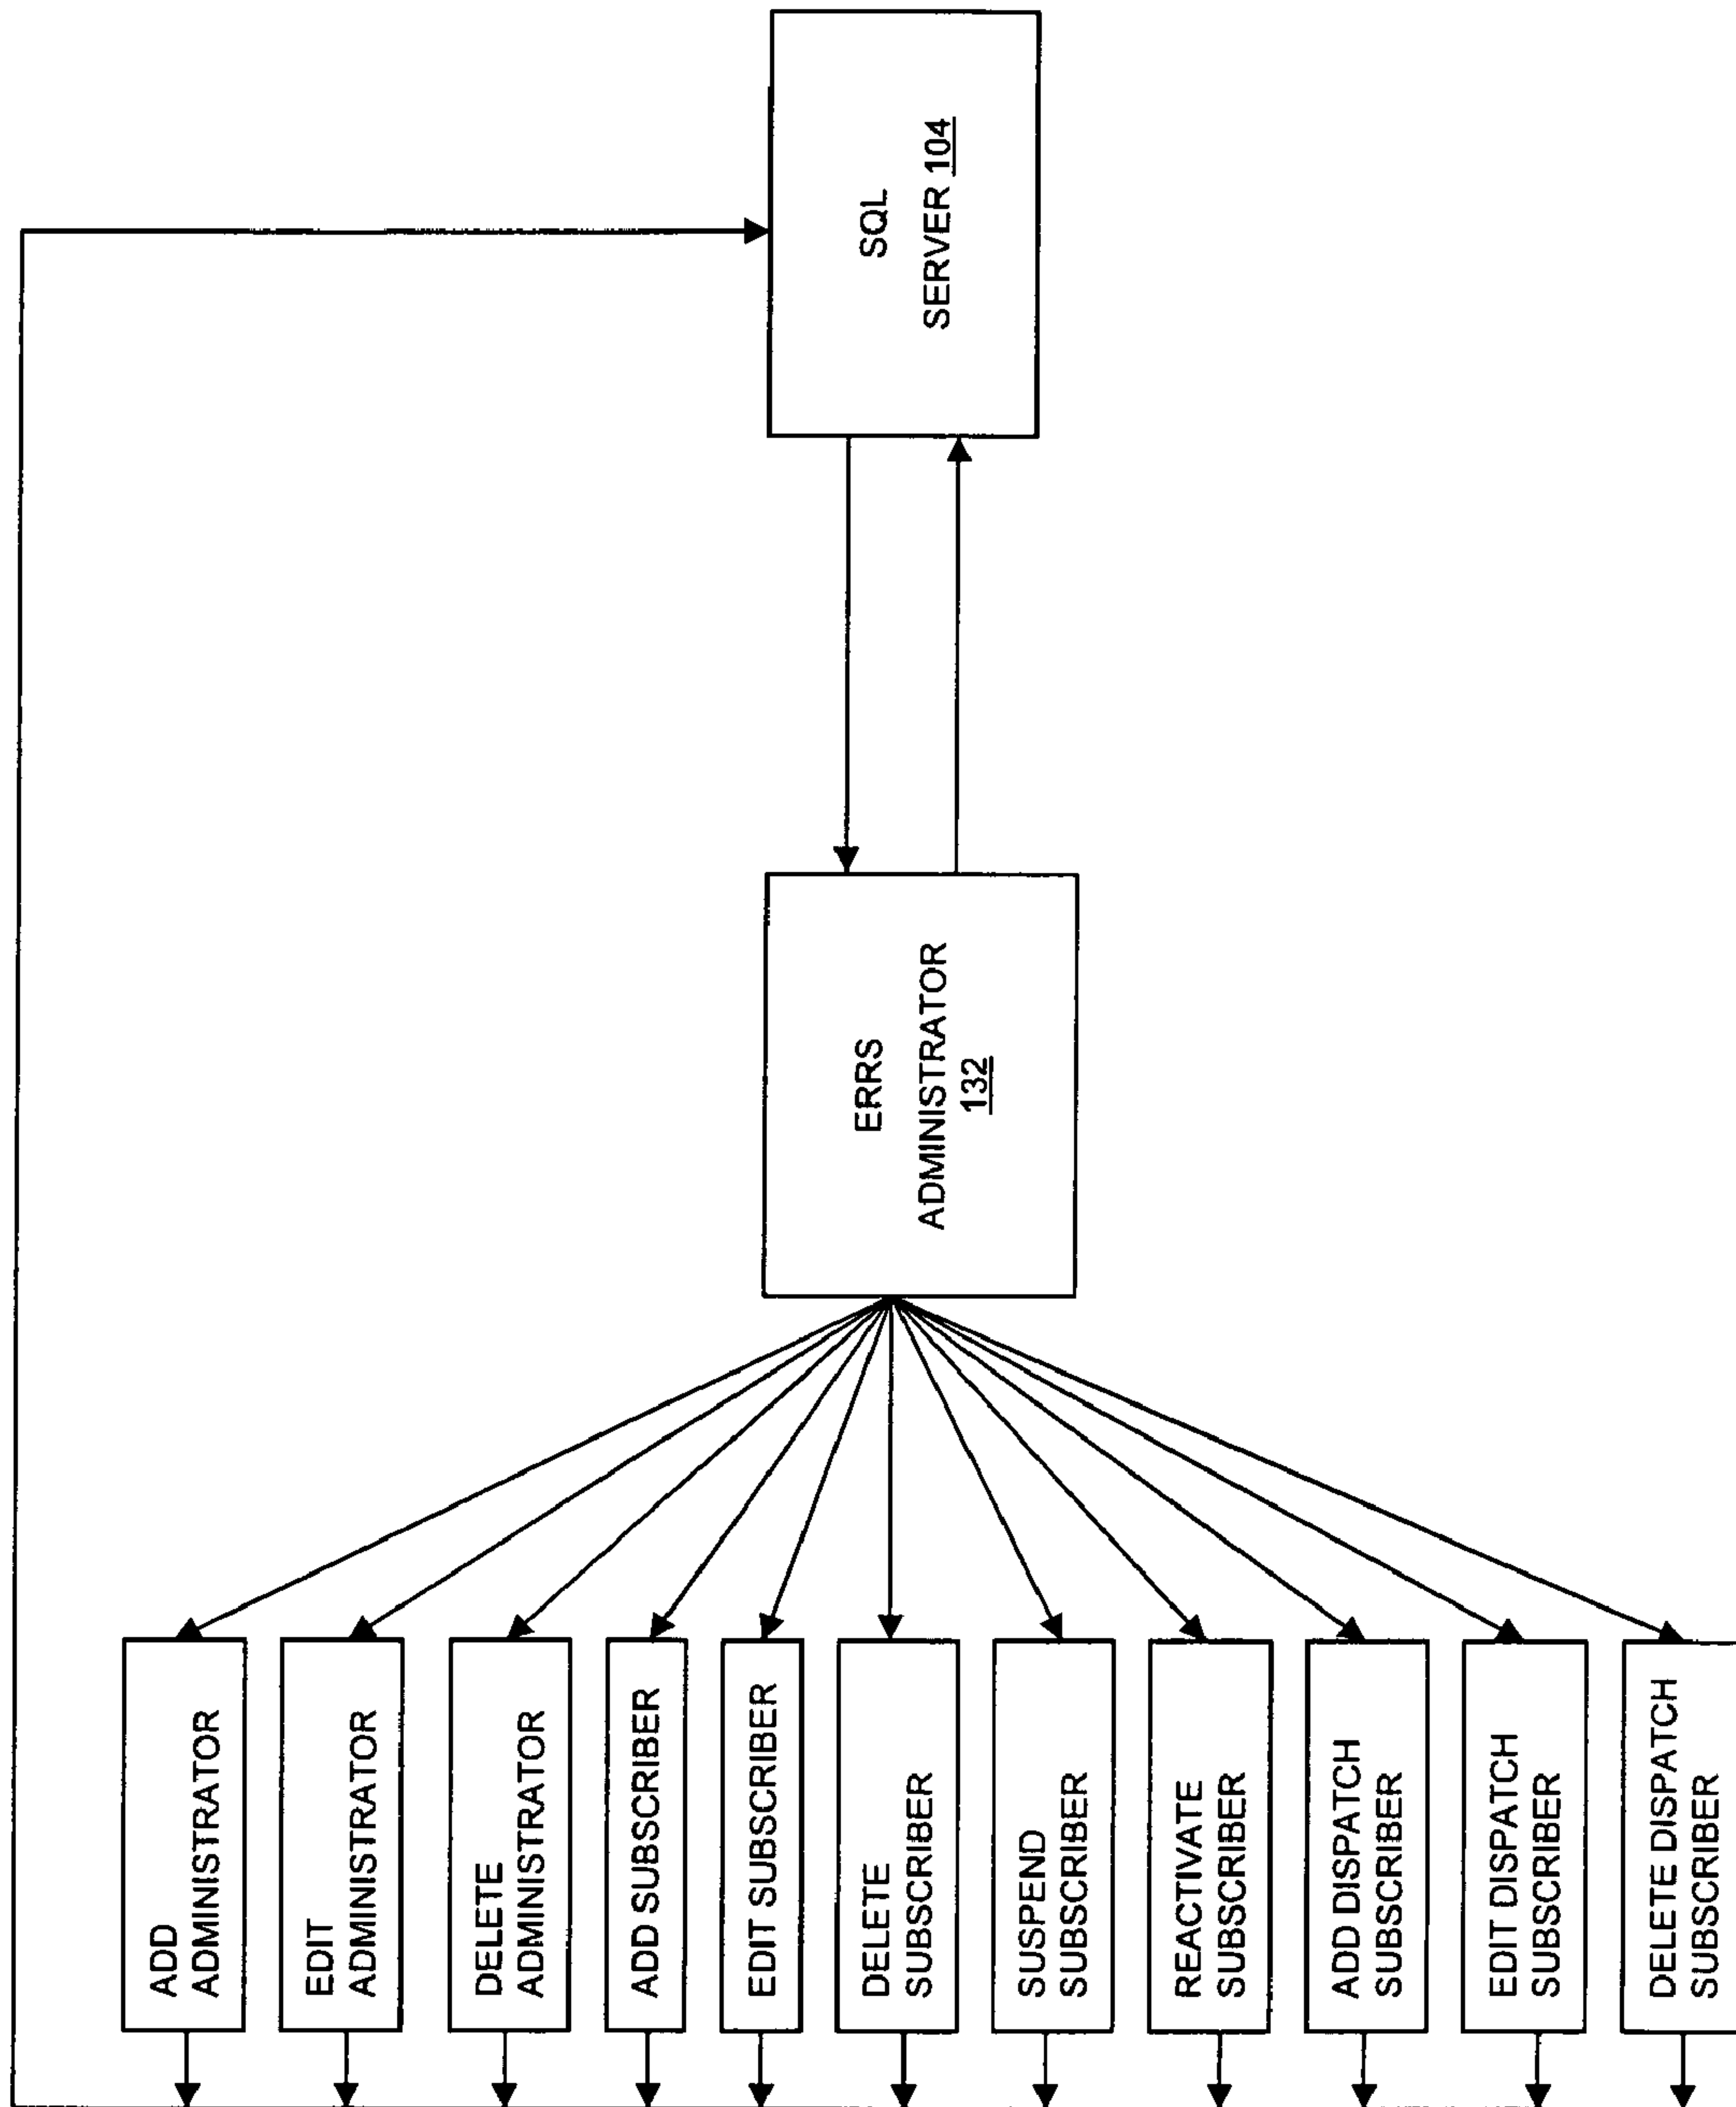 SQL
SERVER 104
ERRS
ADMINISTRATOR
132
ADD
ADMINISTRATOR
EDIT
ADMINISTRATOR
DELETE
ADMINISTRATOR
ADD SUBSCRIBER
EDIT SUBSCRIBER
DELETE
SUBSCRIBER
SUSPEND
SUBSCRIBER
REACTIVATE
SUBSCRIBER
ADD DISPATCH
SUBSCRIBER
EDIT DISPATCH
SUBSCRIBER
DELETE DISPATCH
SUBSCRIBER